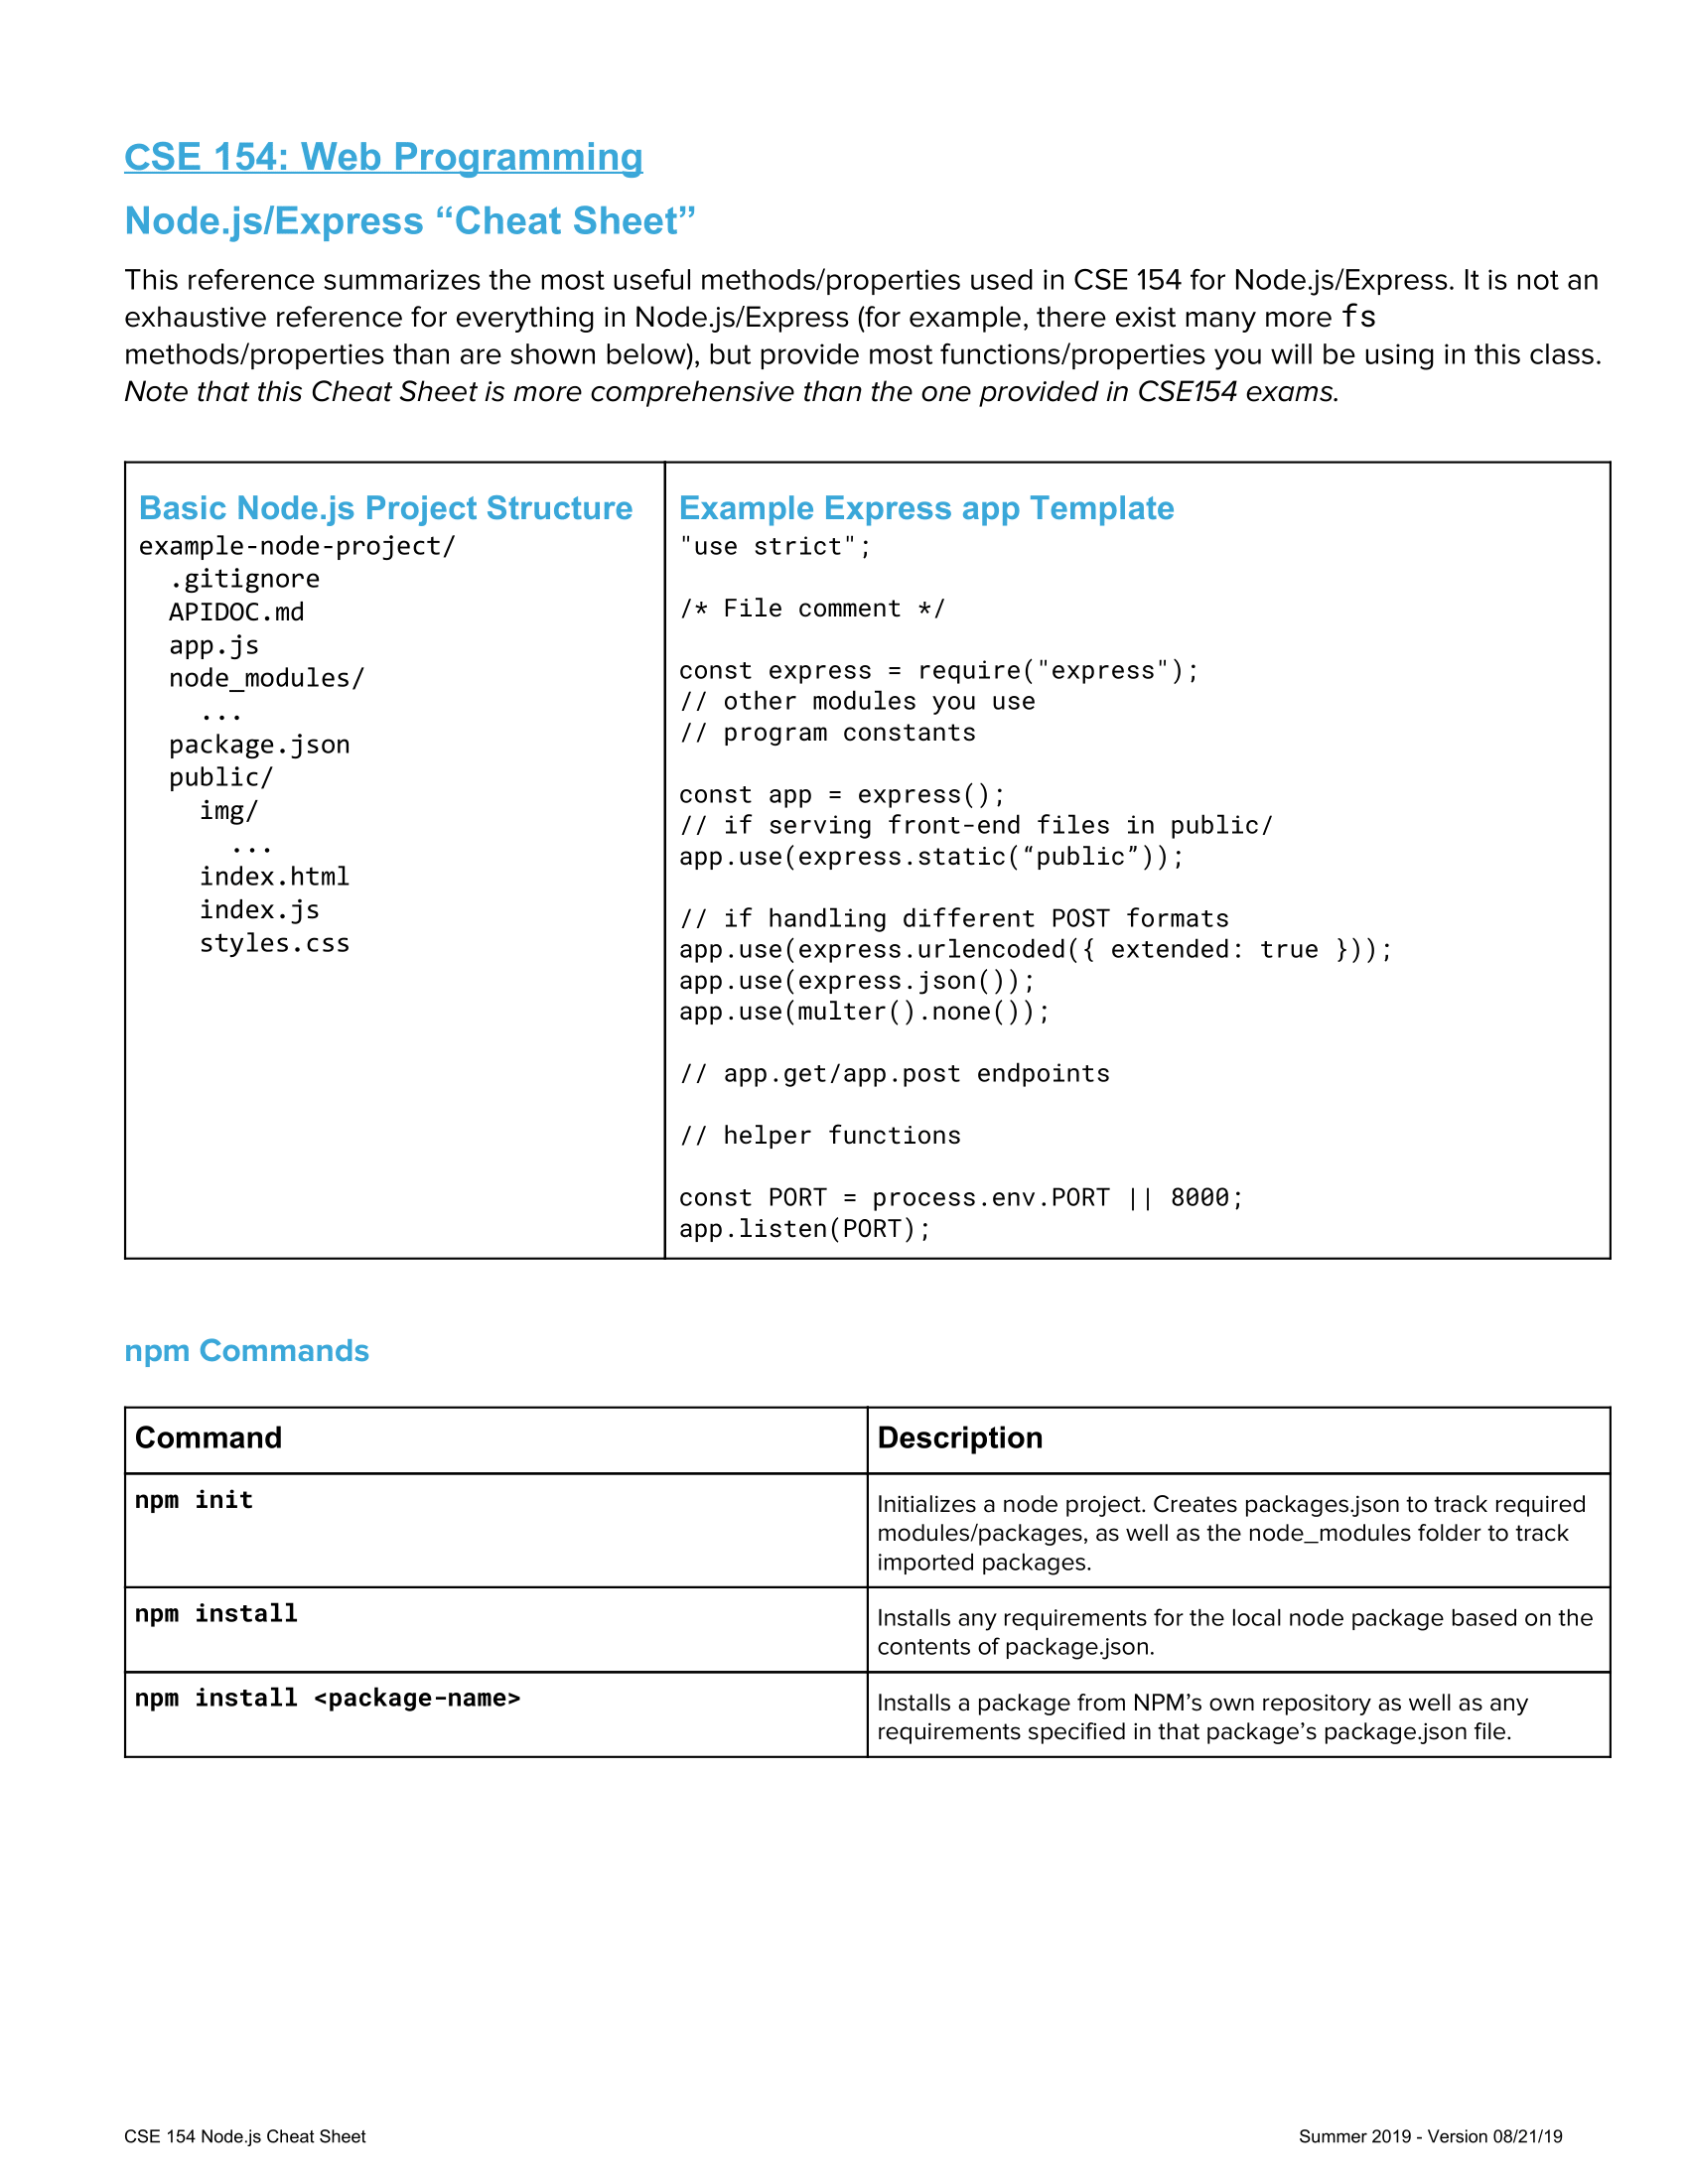 CSE 154: Web Programming
Node.js/Express “Cheat Sheet”
This reference summarizes the most useful methods/properties used in CSE 154 for Node.js/Express. It is not an
exhaustive reference for everything in Node.js/Express (for example, there exist many more fs
methods/properties than are shown below), but provide most functions/properties you will be using in this class.
Note that this Cheat Sheet is more comprehensive than the one provided in CSE154 exams.
Basic Node.js Project Structure
example-node-project/
  .gitignore
  APIDOC.md
  app.js
  node_modules/
    ...
  package.json
  public/
    img/
      ...
    index.html
    index.js
    styles.css
Example Express app Template
"use strict";
/* File comment */
const express = require("express");
// other modules you use
// program constants
const app = express();
// if serving front-end files in public/
app.use(express.static(“public”));
// if handling different POST formats
app.use(express.urlencoded({ extended: true }));
app.use(express.json());
app.use(multer().none());
// app.get/app.post endpoints
// helper functions
const PORT = process.env.PORT || 8000;
app.listen(PORT);
npm Commands
Command
Description
npm init
Initializes a node project. Creates packages.json to track required
modules/packages, as well as the node_modules folder to track
imported packages.
npm install
Installs any requirements for the local node package based on the
contents of package.json.
npm install <package-name>
Installs a package from NPM’s own repository as well as any
requirements specified in that package’s package.json file.
CSE 154 Node.js Cheat Sheet
Summer 2019 - Version 08/21/19